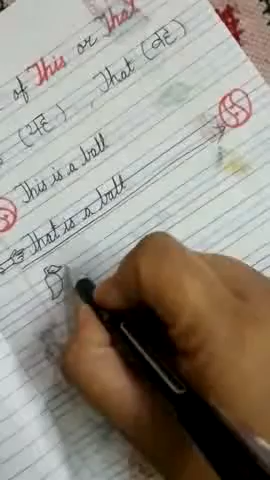 of This or That
(यह), That (वह)
This is a ball
That is a ball